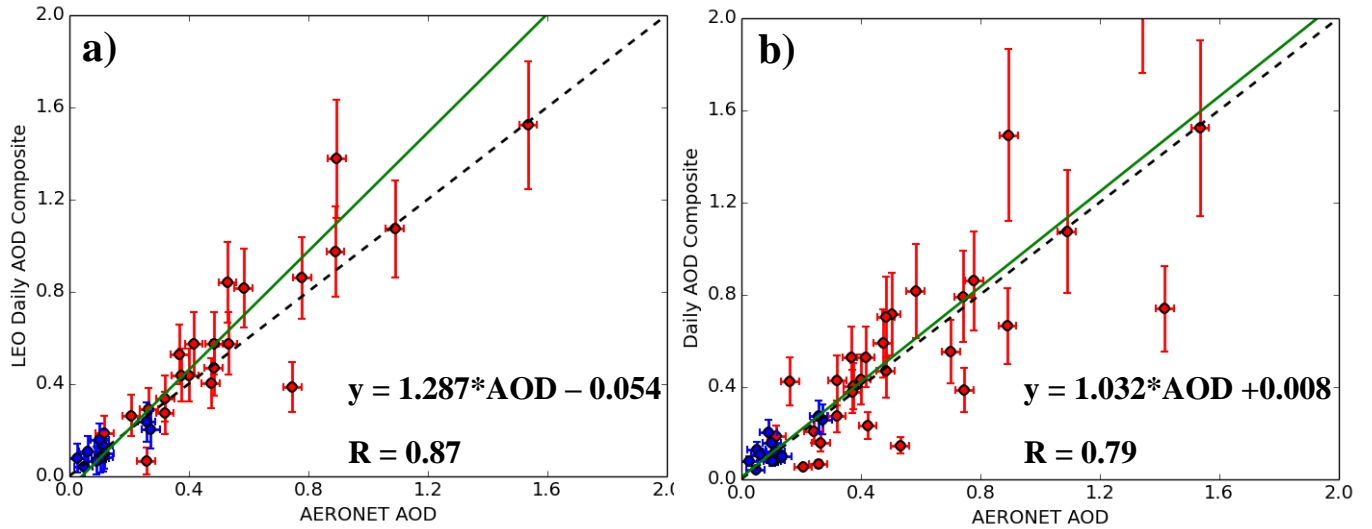 a)
LEO Daily AOD Composite
2.0
1.6
1.2
0.8
0.4
0.0
y = 1.287*AOD – 0.054
R = 0.87
0.0 0.4 0.8 1.2 1.6 2.0
AERONET AOD
b)
Daily AOD Composite
2.0
1.6
1.2
0.8
0.4
0.0
y = 1.032*AOD +0.008
R = 0.79
0.0 0.4 0.8 1.2 1.6 2.0
AERONET AOD